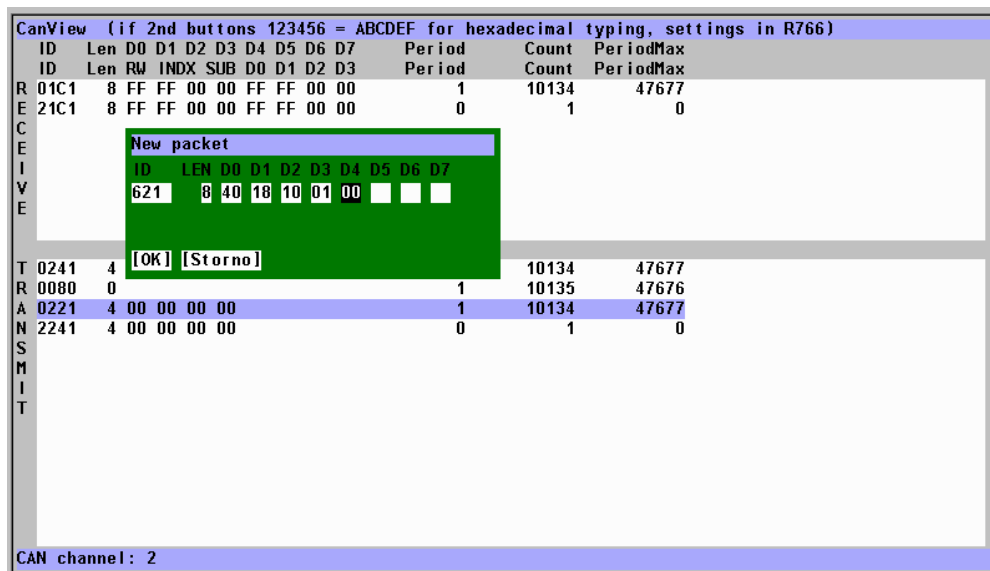 CanView (if 2nd buttons 123456 = ABCDEF for hexadecimal typing, settings in R766)
ID Len D0 D1 D2 D3 D4 D5 D6 D7 Period Count PeriodMax
ID Len RW INDX SUB D0 D1 D2 D3 Period Count PeriodMax
RECEIVE
01C1 8 FF FF 00 00 FF FF 00 00 1 10134 47677
21C1 8 FF FF 00 00 FF FF 00 00 0 1 0
New packet
ID LEN D0 D1 D2 D3 D4 D5 D6 D7
621 8 40 18 10 01 00
[OK] [Storno]
TRANSMIT
0241 4 10134 47677
0080 0 1 10135 47676
0221 4 00 00 00 00 1 10134 47677
2241 4 00 00 00 00 0 1 0
CAN channel: 2